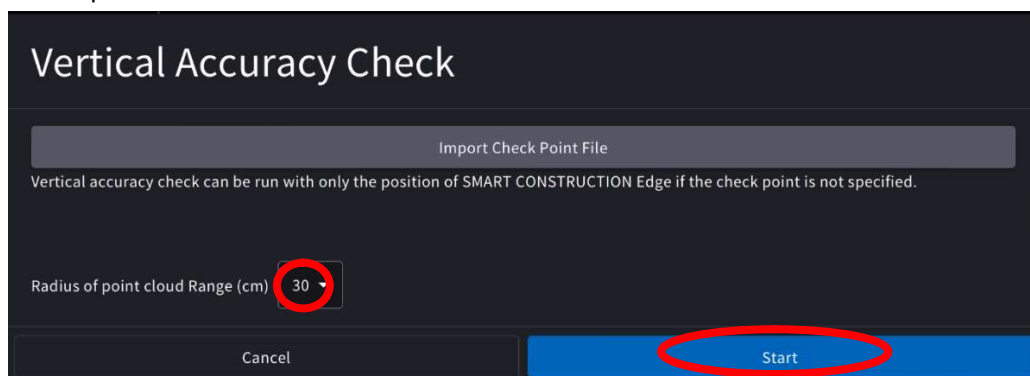 Vertical Accuracy Check
Import Check Point File
Vertical accuracy check can be run with only the position of SMART CONSTRUCTION Edge if the check point is not specified.
Radius of point cloud Range (cm) 30
Cancel Start